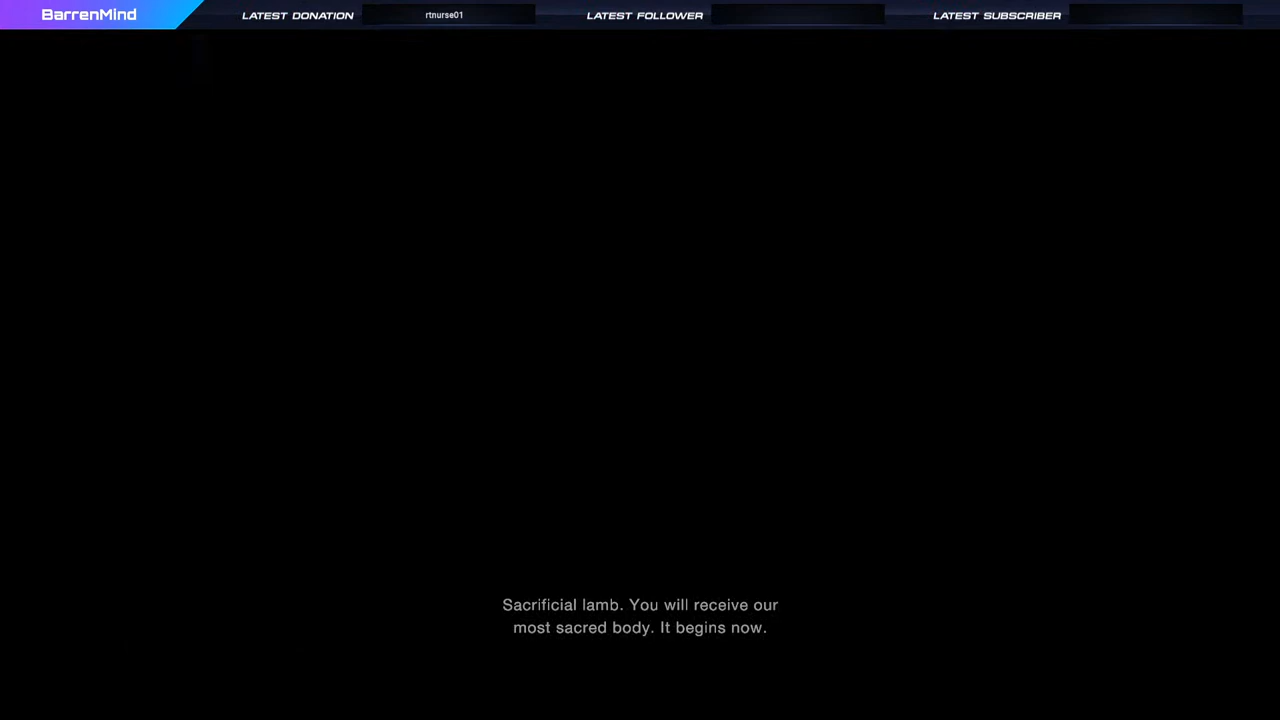 BarrenMind
LATEST DONATION
rtnurse01
LATEST FOLLOWER
LATEST SUBSCRIBER
Sacrificial lamb. You will receive our
most sacred body. It begins now.